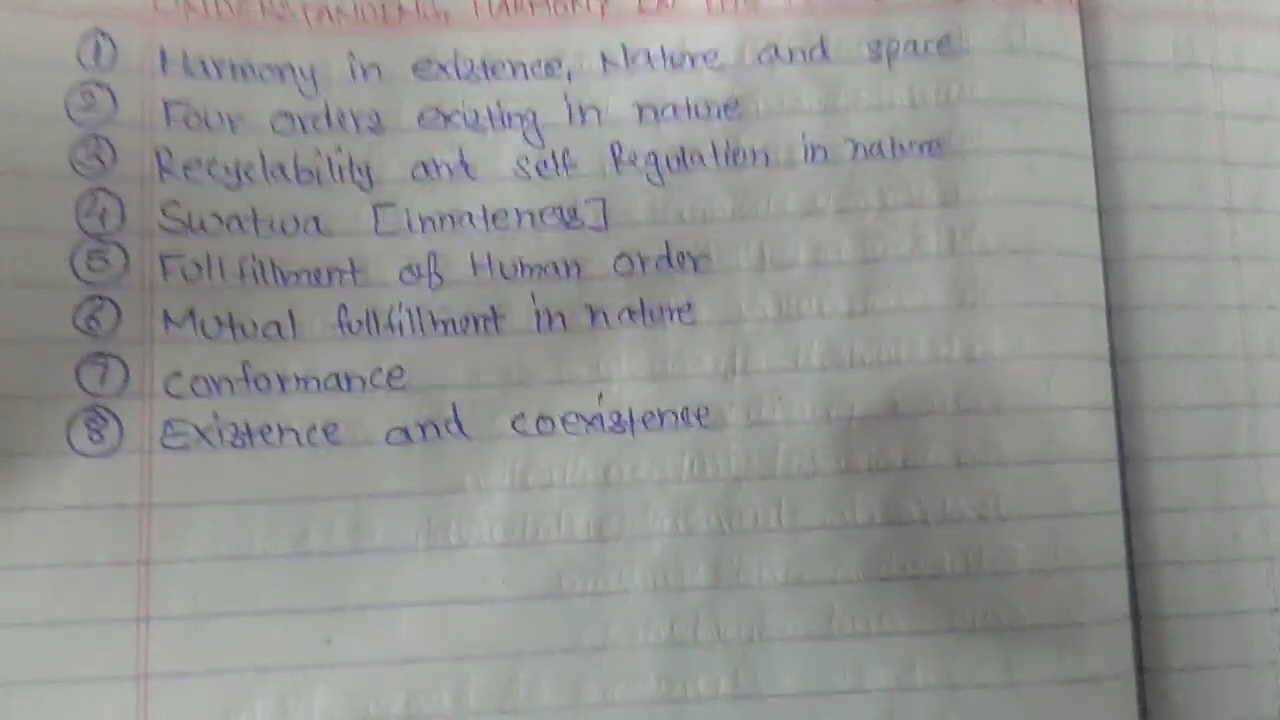 UNDERSTANDING HARMONY
① Harmony in existence, Nature and space
② Four orders existing in nature
③ Recyclability and self Regulation in nature
④ Swatwa [innateness]
⑤ Fullfillment of Human order
⑥ Mutual fullfillment in nature
⑦ conformance
⑧ Existence and coexistence